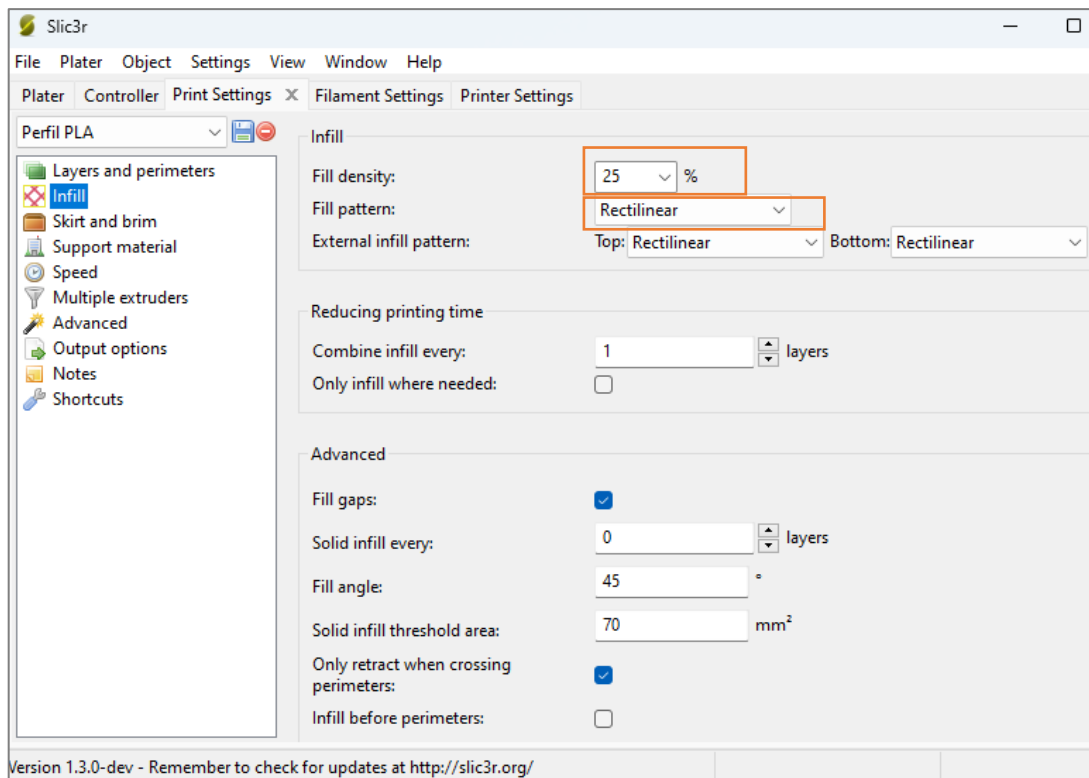 Slic3r
File Plater Object Settings View Window Help
Plater Controller Print Settings Filament Settings Printer Settings
Perfil PLA
Layers and perimeters
Infill
Skirt and brim
Support material
Speed
Multiple extruders
Advanced
Output options
Notes
Shortcuts
Infill
Fill density: 25 %
Fill pattern: Rectilinear
External infill pattern: Top: Rectilinear Bottom: Rectilinear
Reducing printing time
Combine infill every: 1 layers
Only infill where needed:
Advanced
Fill gaps:
Solid infill every: 0 layers
Fill angle: 45 °
Solid infill threshold area: 70 mm²
Only retract when crossing
perimeters:
Infill before perimeters:
Version 1.3.0-dev - Remember to check for updates at http://slic3r.org/